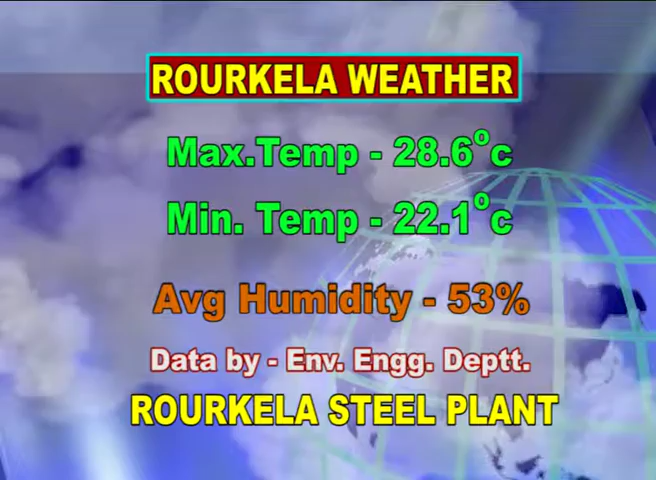 ROURKELA WEATHER
Max.Temp - 28.6°c
Min. Temp - 22.1°c
Avg Humidity - 53%
Data by - Env. Engg. Deptt.
ROURKELA STEEL PLANT